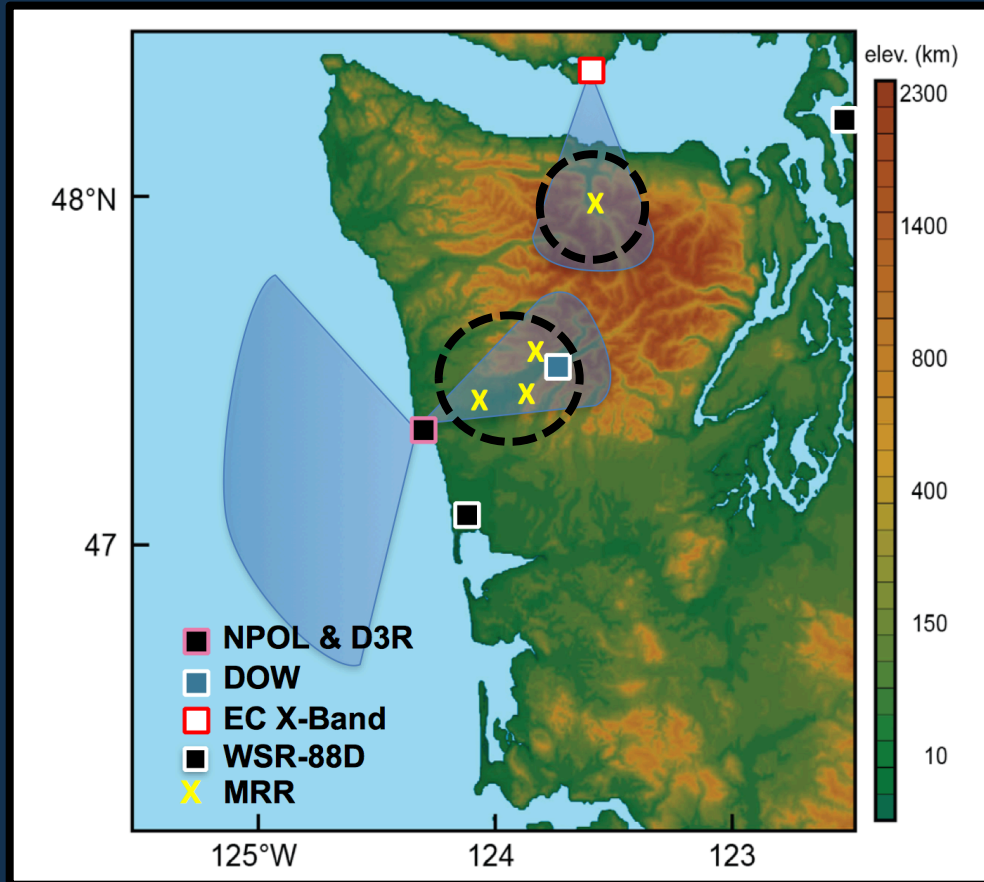 elev. (km)
2300
1400
800
400
150
10
48°N
47
X
X
X
X
NPOL & D3R
DOW
EC X-Band
WSR-88D
X MRR
125°W
124
123